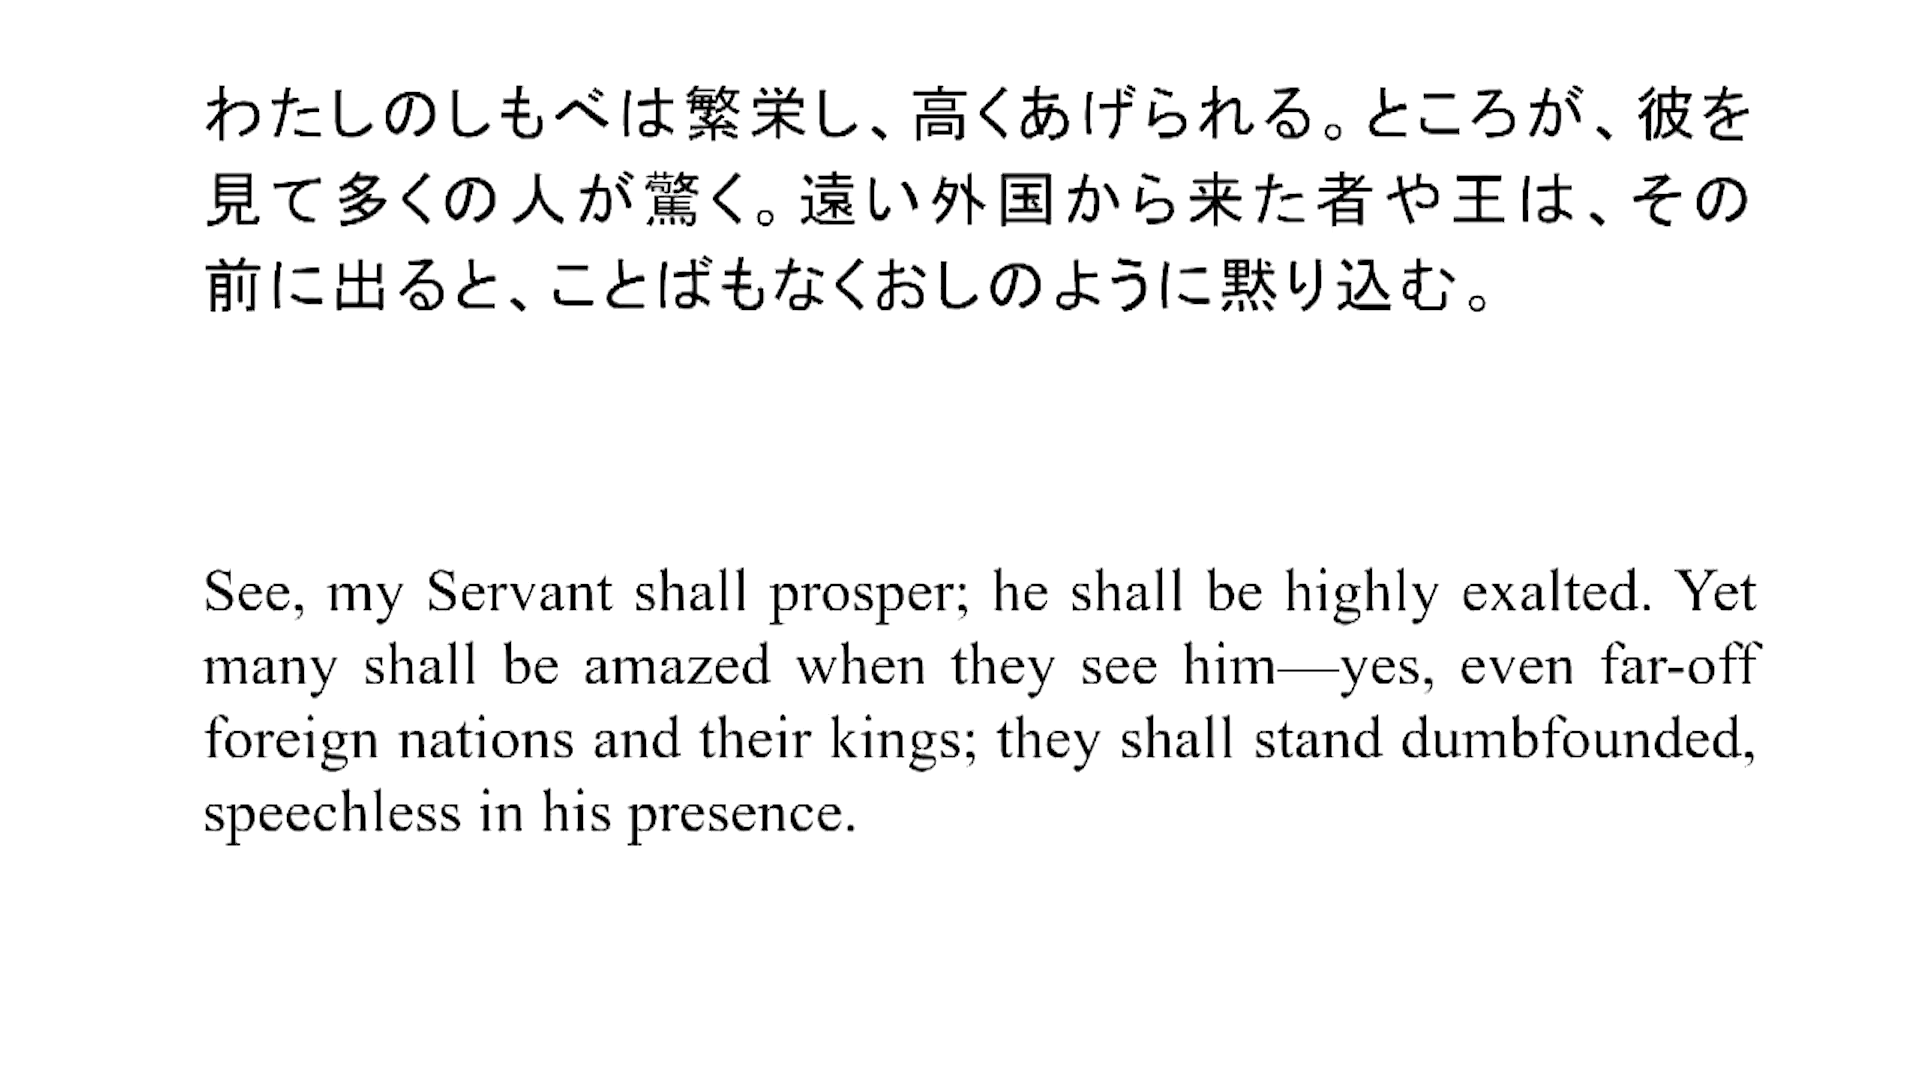 わたしのしもべは繁栄し、高くあげられる。ところが、彼を
見て多くの人が驚く。遠い外国から来た者や王は、その
前に出ると、ことばもなくおしのように黙り込む。
See, my Servant shall prosper; he shall be highly exalted. Yet
many shall be amazed when they see him—yes, even far-off
foreign nations and their kings; they shall stand dumbfounded,
speechless in his presence.